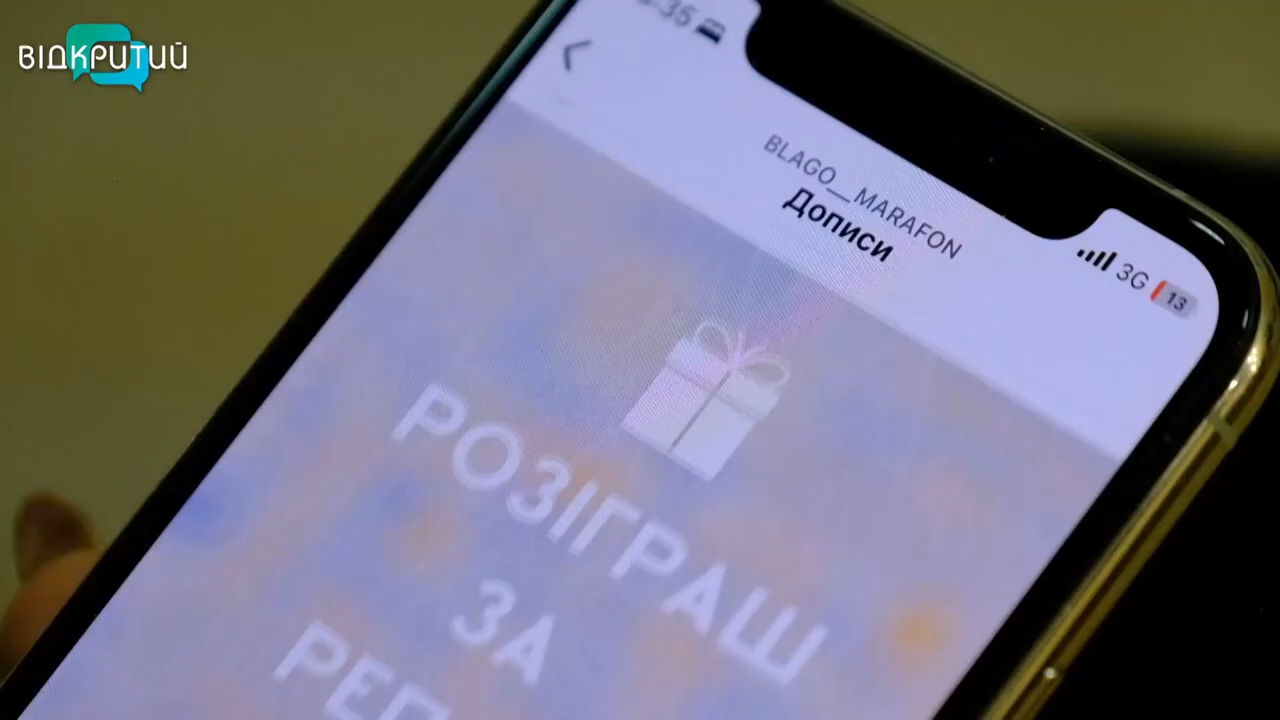 ВІДКРИТИЙ
BLAGO__MARAFON
Дописи
3G
13
РОЗІГРАШ
ЗА